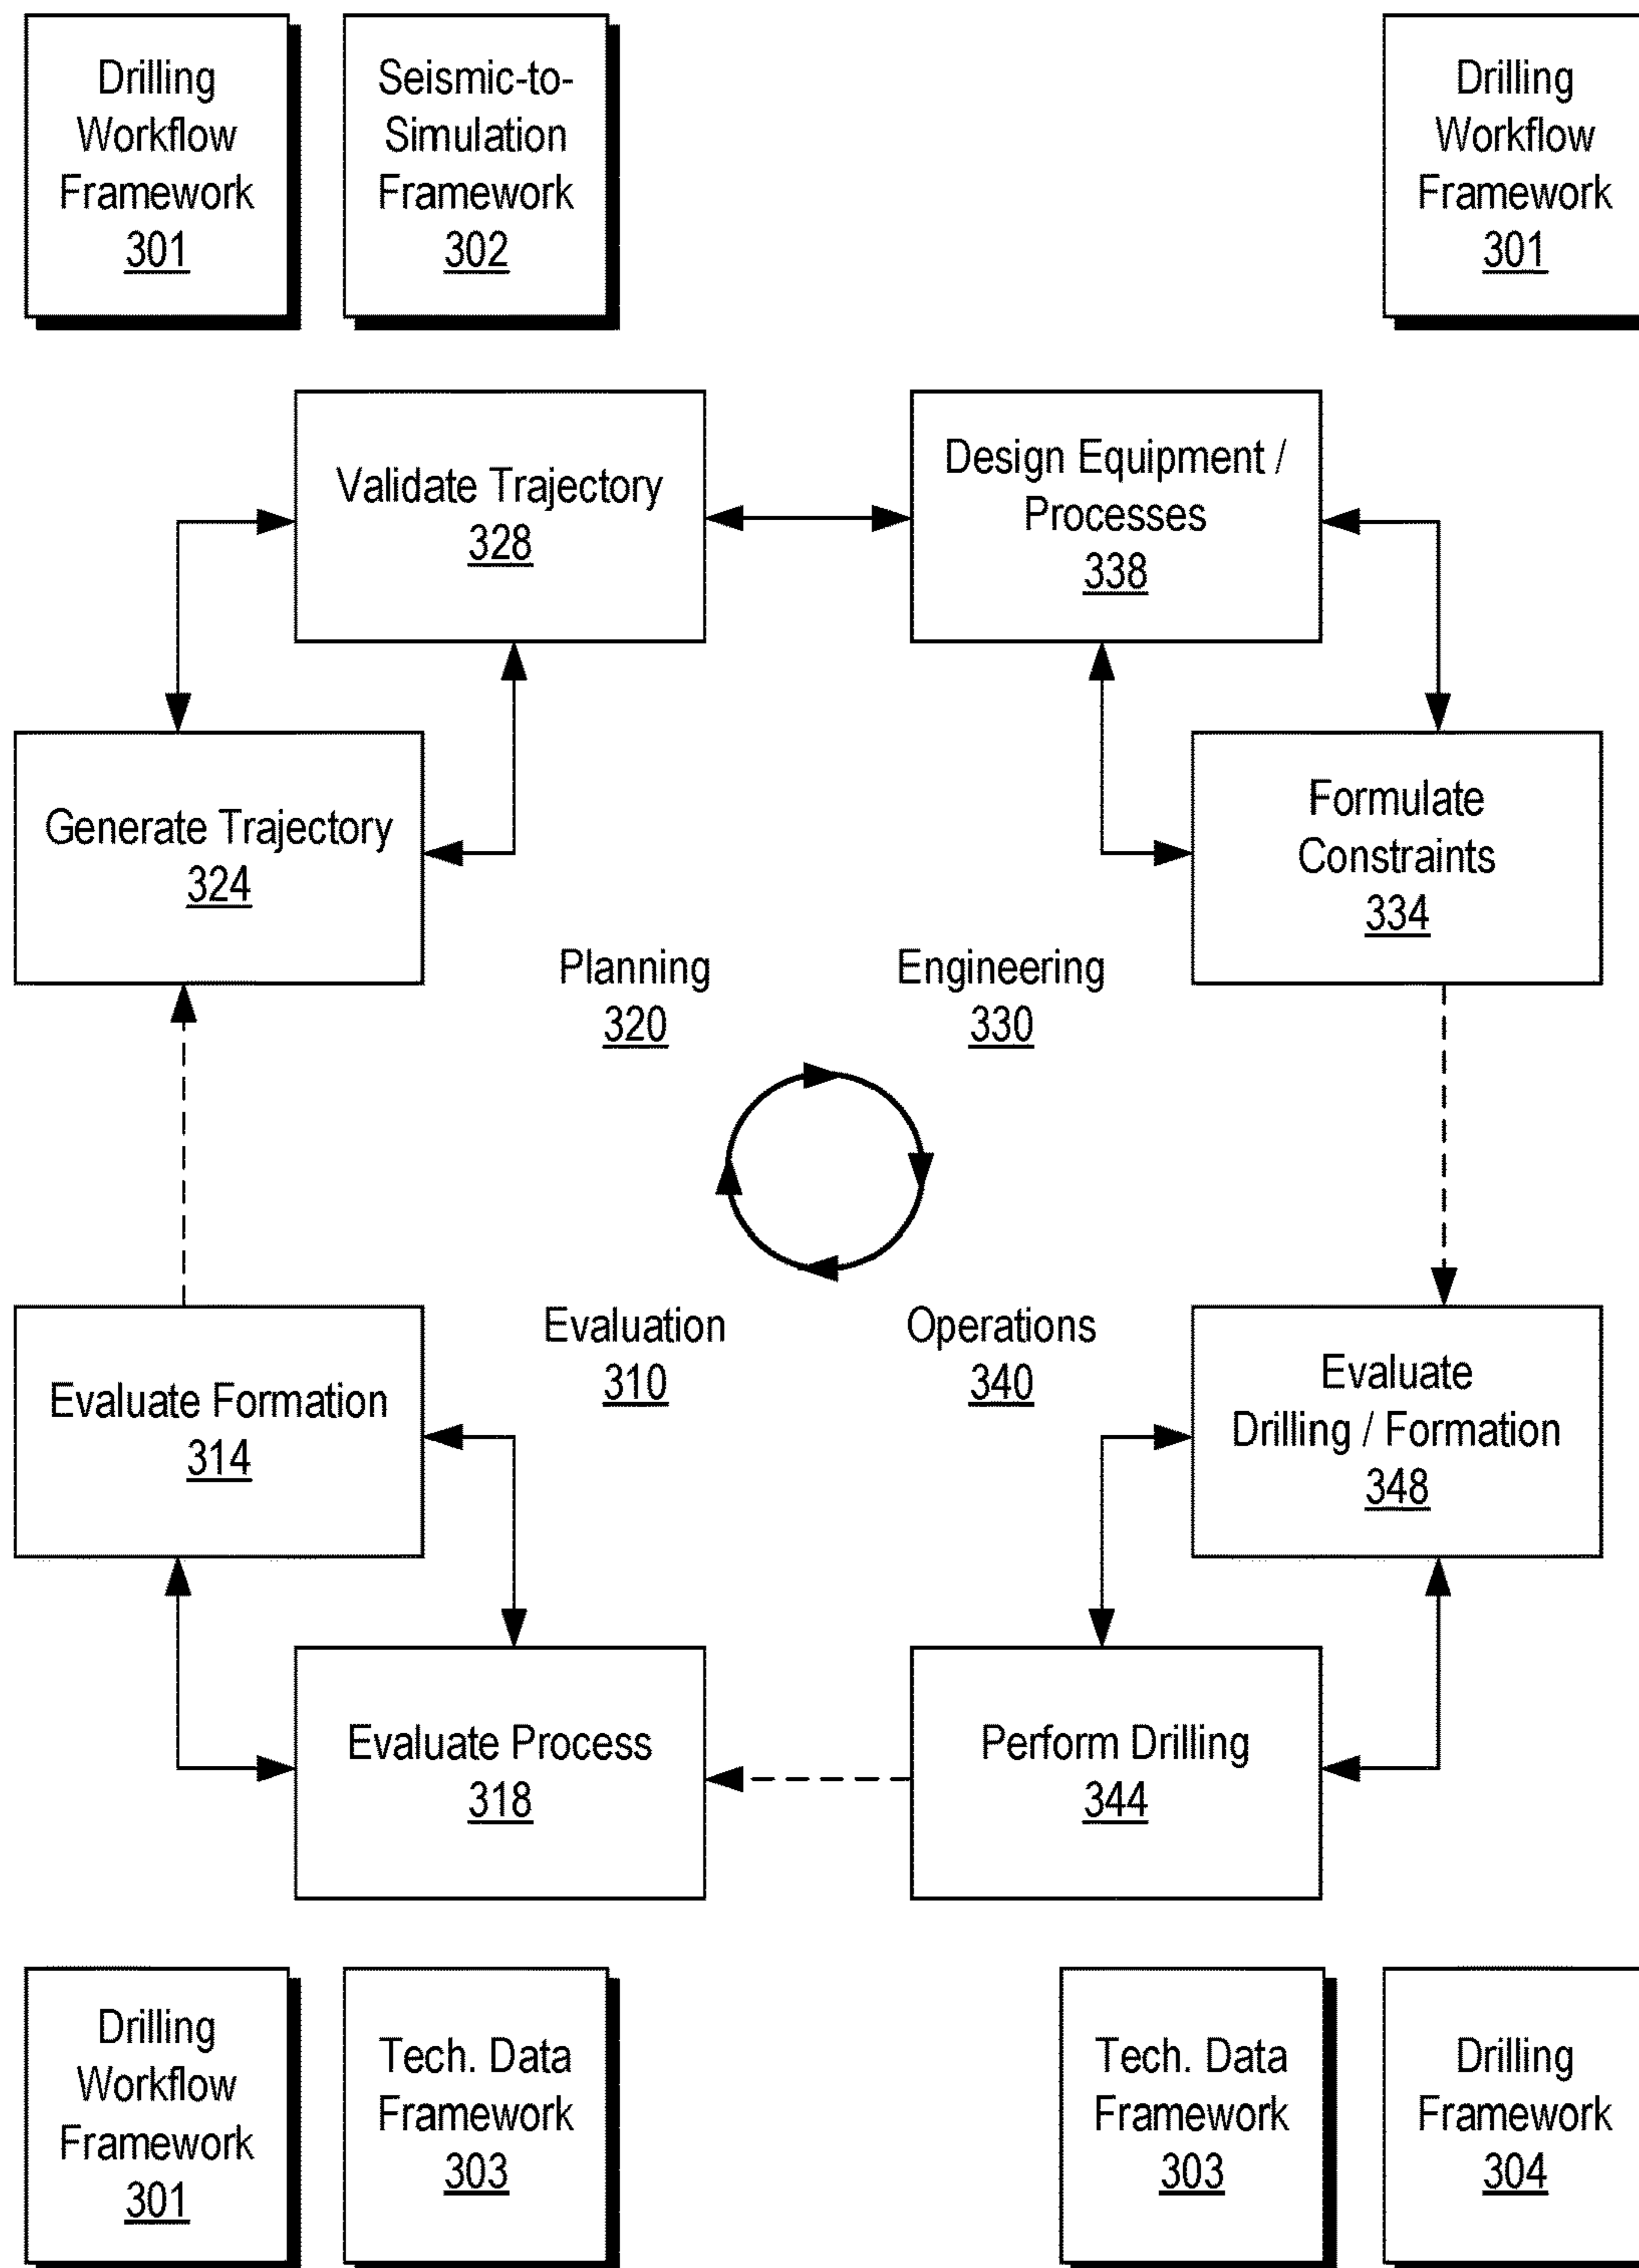 Drilling
Workflow
Framework
301
Seismic-to-
Simulation
Framework
302
Drilling
Workflow
Framework
301
Validate Trajectory
328
Design Equipment /
Processes
338
Generate Trajectory
324
Formulate
Constraints
334
Planning
320
Engineering
330
Evaluation
310
Operations
340
Evaluate Formation
314
Evaluate
Drilling / Formation
348
Evaluate Process
318
Perform Drilling
344
Drilling
Workflow
Framework
301
Tech. Data
Framework
303
Tech. Data
Framework
303
Drilling
Framework
304